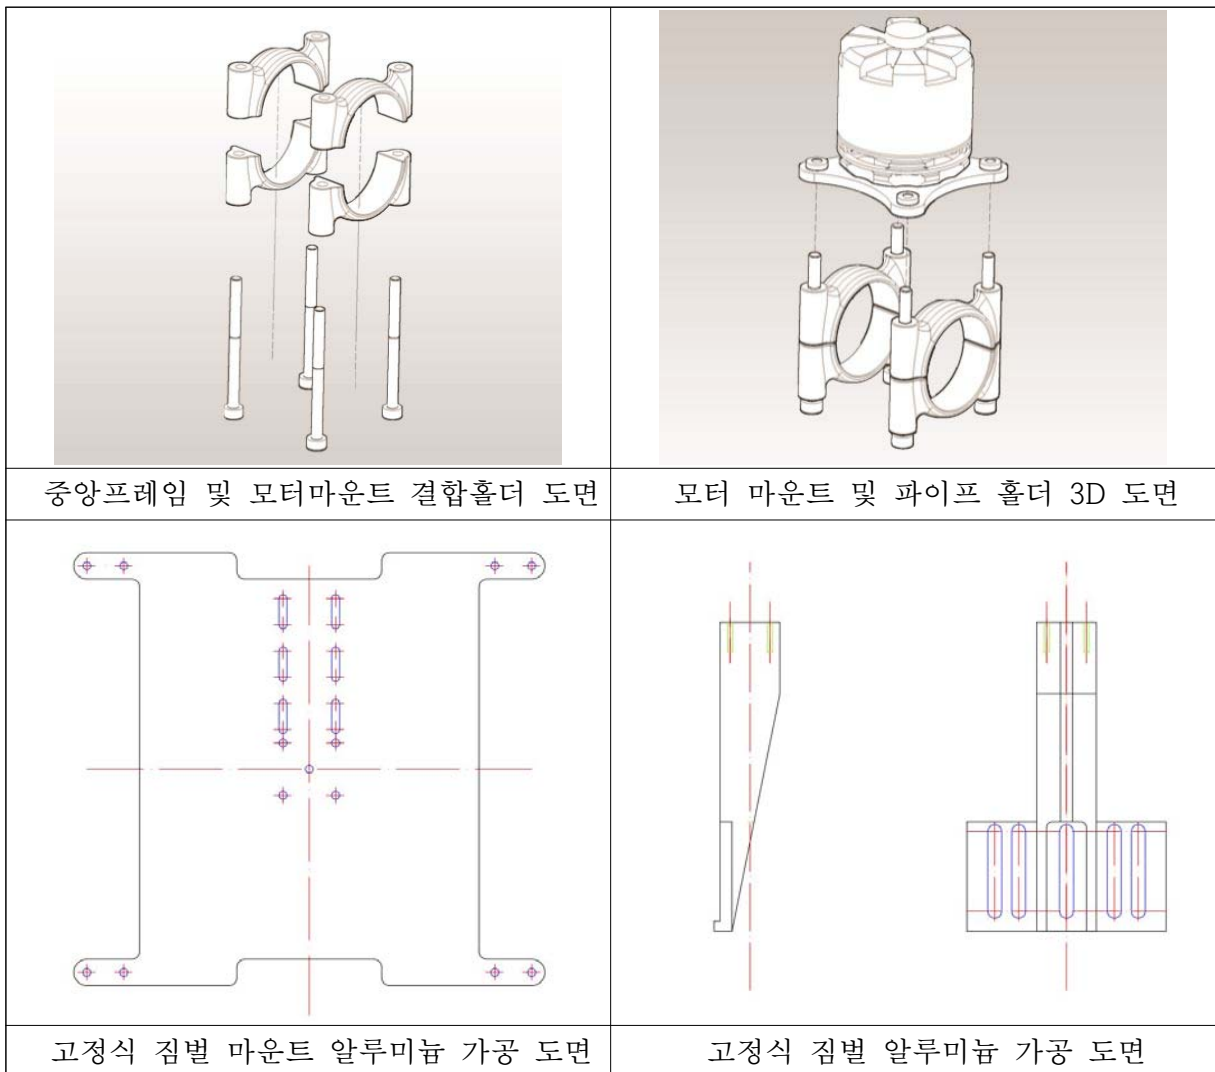 중앙프레임 및 모터마운트 결합홀더 도면
모터 마운트 및 파이프 홀더 3D 도면
고정식 짐벌 마운트 알루미늄 가공 도면
고정식 짐벌 알루미늄 가공 도면